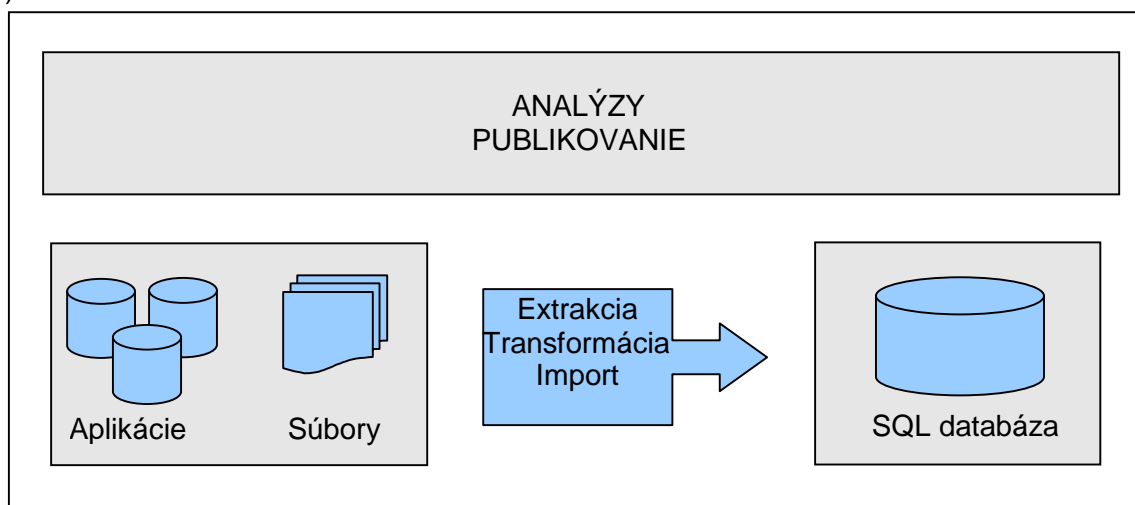 )
ANALÝZY
PUBLIKOVANIE
Extrakcia
Transformácia
Import
Aplikácie
Súbory
SQL databáza